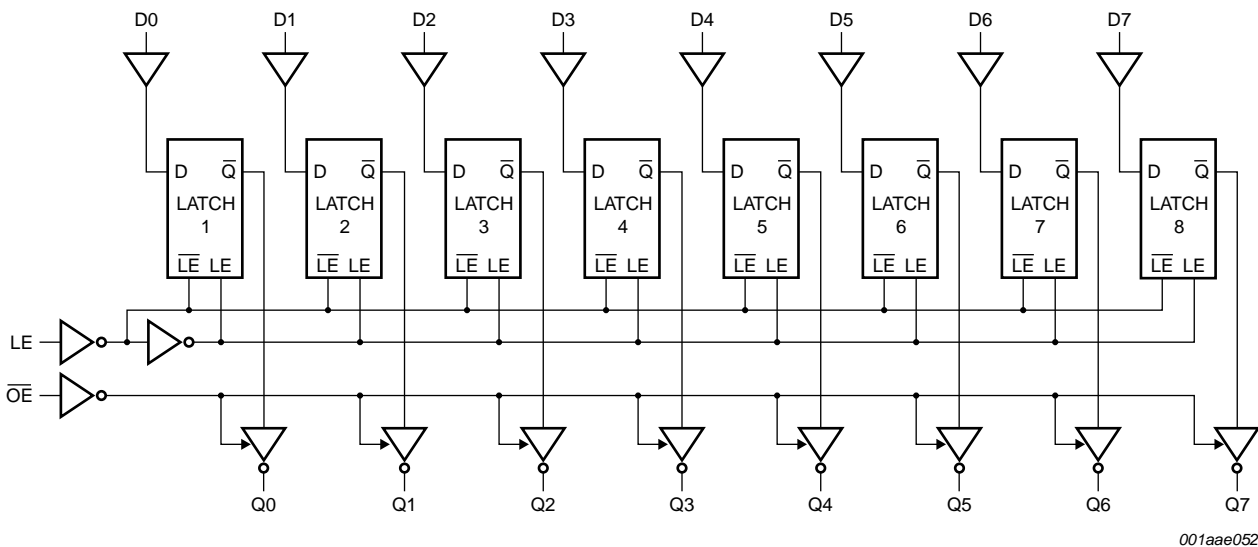 D0 D1 D2 D3 D4 D5 D6 D7
D Q̅ D Q̅ D Q̅ D Q̅ D Q̅ D Q̅ D Q̅ D Q̅
LATCH LATCH LATCH LATCH LATCH LATCH LATCH LATCH
1 2 3 4 5 6 7 8
L̅E̅ LE L̅E̅ LE L̅E̅ LE L̅E̅ LE L̅E̅ LE L̅E̅ LE L̅E̅ LE L̅E̅ LE
LE
O̅E̅
Q0 Q1 Q2 Q3 Q4 Q5 Q6 Q7
001aae052